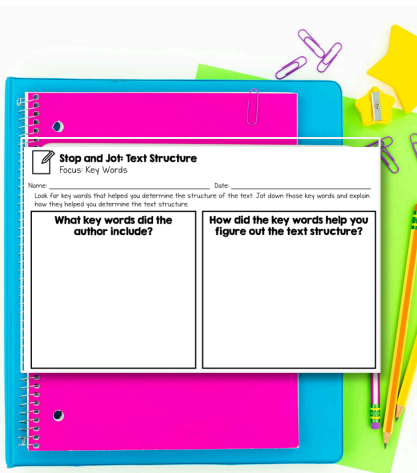 Stop and Jot: Text Structure
Focus: Key Words
Name: Date:
Look for key words that helped you determine the structure of the text. Jot down those key words and explain
how they helped you determine the text structure.
What key words did the
author include?
How did the key words help you
figure out the text structure?